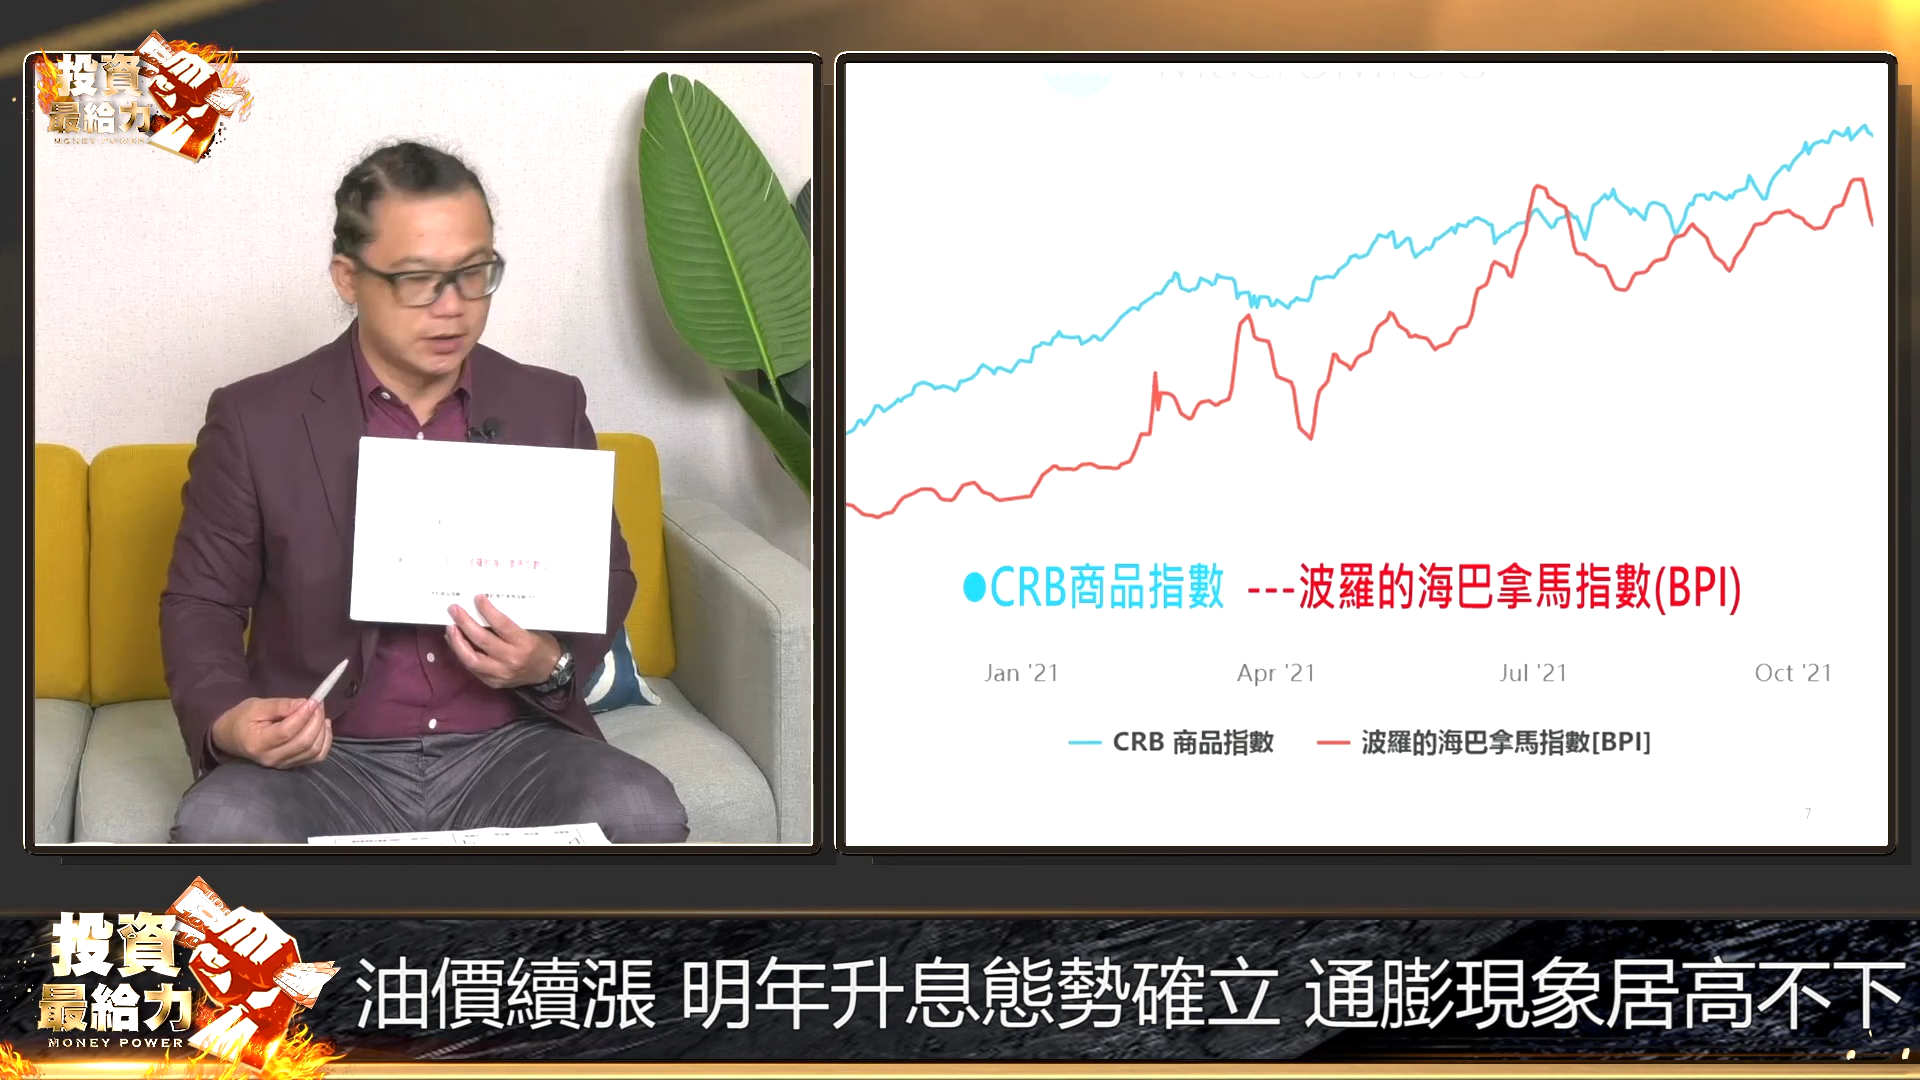 投資
最給力
MONEY POWER
●CRB商品指數 ---波羅的海巴拿馬指數(BPI)
Jan '21 Apr '21 Jul '21 Oct '21
CRB 商品指數 波羅的海巴拿馬指數[BPI]
7
投資
最給力
MONEY POWER
油價續漲 明年升息態勢確立 通膨現象居高不下